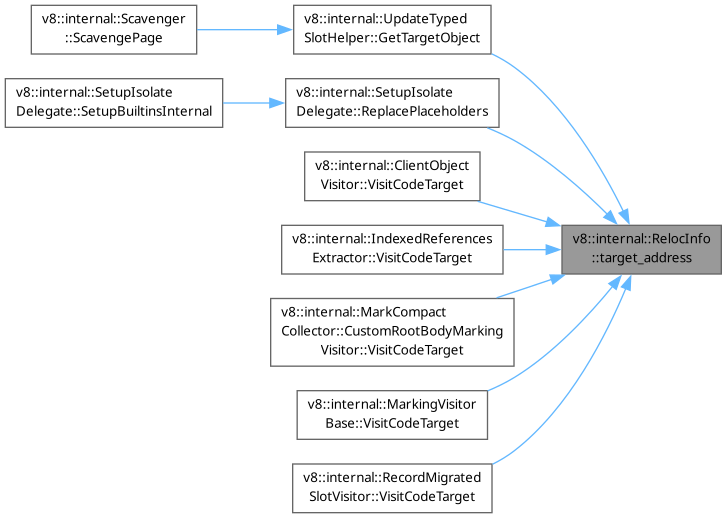 v8::internal::Scavenger
::ScavengePage
v8::internal::UpdateTyped
SlotHelper::GetTargetObject
v8::internal::SetupIsolate
Delegate::SetupBuiltinsInternal
v8::internal::SetupIsolate
Delegate::ReplacePlaceholders
v8::internal::ClientObject
Visitor::VisitCodeTarget
v8::internal::IndexedReferences
Extractor::VisitCodeTarget
v8::internal::RelocInfo
::target_address
v8::internal::MarkCompact
Collector::CustomRootBodyMarking
Visitor::VisitCodeTarget
v8::internal::MarkingVisitor
Base::VisitCodeTarget
v8::internal::RecordMigrated
SlotVisitor::VisitCodeTarget